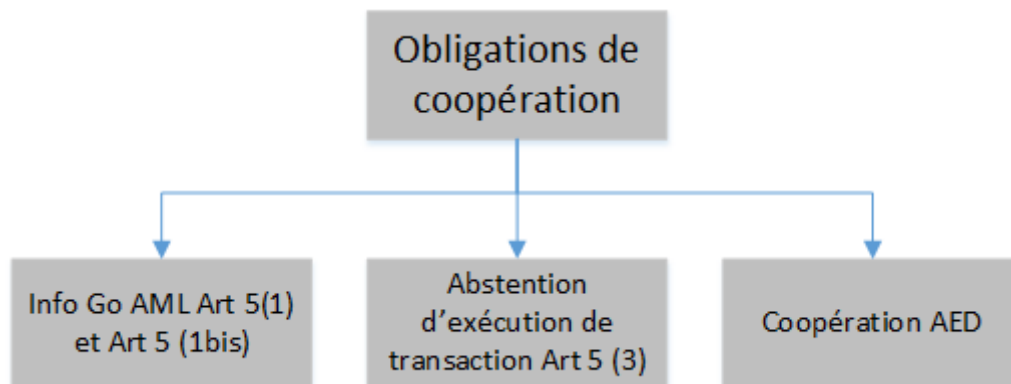 Obligations de
coopération
Info Go AML Art 5(1)
et Art 5 (1bis)
Abstention
d’exécution de
transaction Art 5 (3)
Coopération AED